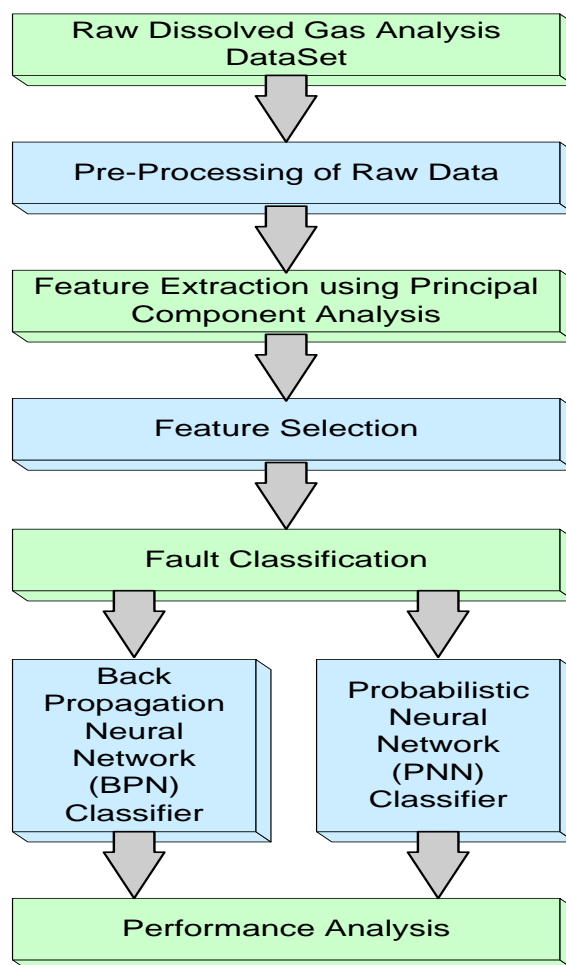 Raw Dissolved Gas Analysis
DataSet
Pre-Processing of Raw Data
Feature Extraction using Principal
Component Analysis
Feature Selection
Fault Classification
Back
Propagation
Neural
Network
(BPN)
Classifier
Probabilistic
Neural
Network
(PNN)
Classifier
Performance Analysis